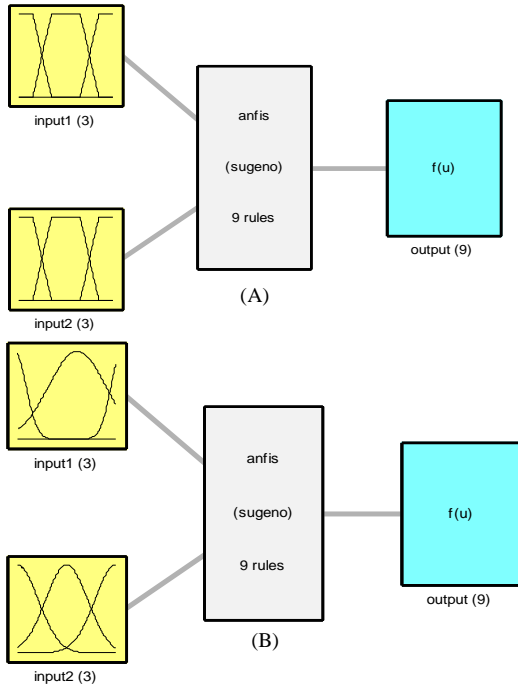 input1 (3)
anfis
(sugeno)
9 rules
f(u)
output (9)
input2 (3)
(A)
input1 (3)
anfis
(sugeno)
9 rules
f(u)
output (9)
input2 (3)
(B)